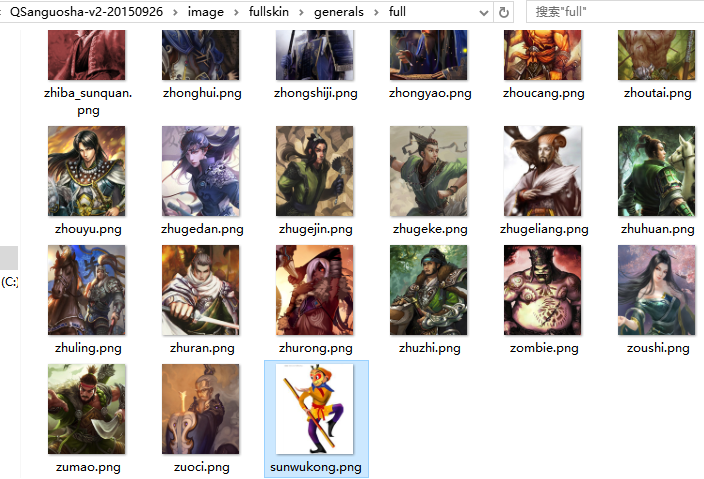 QSanguosha-v2-20150926 > image > fullskin > generals > full
搜索"full"
zhiba_sunquan.
png
zhonghui.png
zhongshiji.png
zhongyao.png
zhoucang.png
zhoutai.png
zhouyu.png
zhugedan.png
zhugejin.png
zhugeke.png
zhugeliang.png
zhuhuan.png
(C:)
zhuling.png
zhuran.png
zhurong.png
zhuzhi.png
zombie.png
zoushi.png
zumao.png
zuoci.png
sunwukong.png